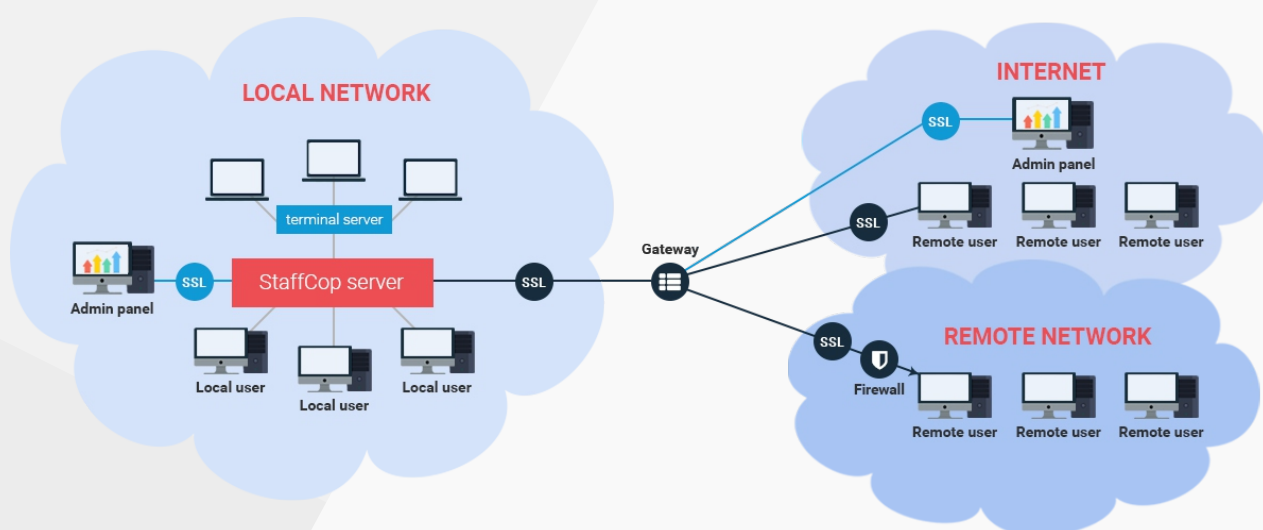 LOCAL NETWORK
terminal server
SSL
StaffCop server
SSL
Admin panel
Local user
Local user
Local user
Gateway
INTERNET
SSL
Admin panel
SSL
Remote user
Remote user
Remote user
REMOTE NETWORK
SSL
Firewall
Remote user
Remote user
Remote user